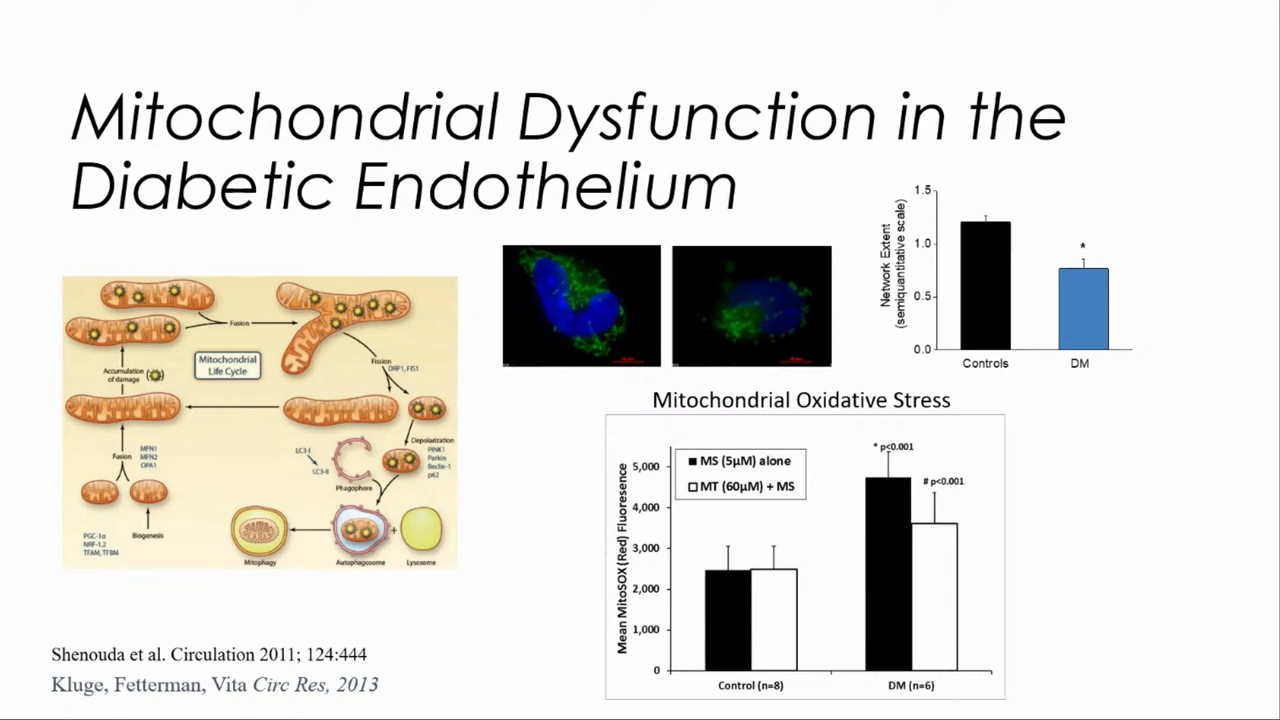 Mitochondrial Dysfunction in the
Diabetic Endothelium
Fusion
Mitochondrial
Life Cycle
Fission
DRP1, FIS1
Accumulation
of damage
Depolarization
PINK1
Parkin
Beclin-1
p62
LC3-I
LC3-II
Phagophore
Fusion
MFN1
MFN2
OPA1
PGC-1α
NRF-1,2
TFAM, TFBM
Biogenesis
Mitophagy
Autophagosome
+
Lysosome
Network Extent
(semiquantitative scale)
1.5
1.0
0.5
0.0
*
Controls
DM
Mitochondrial Oxidative Stress
Mean MitoSOX (Red) Fluoresence
5,000
4,000
3,000
2,000
1,000
0
MS (5µM) alone
MT (60µM) + MS
* p<0.001
# p<0.001
Control (n=8)
DM (n=6)
Shenouda et al. Circulation 2011; 124:444
Kluge, Fetterman, Vita Circ Res, 2013